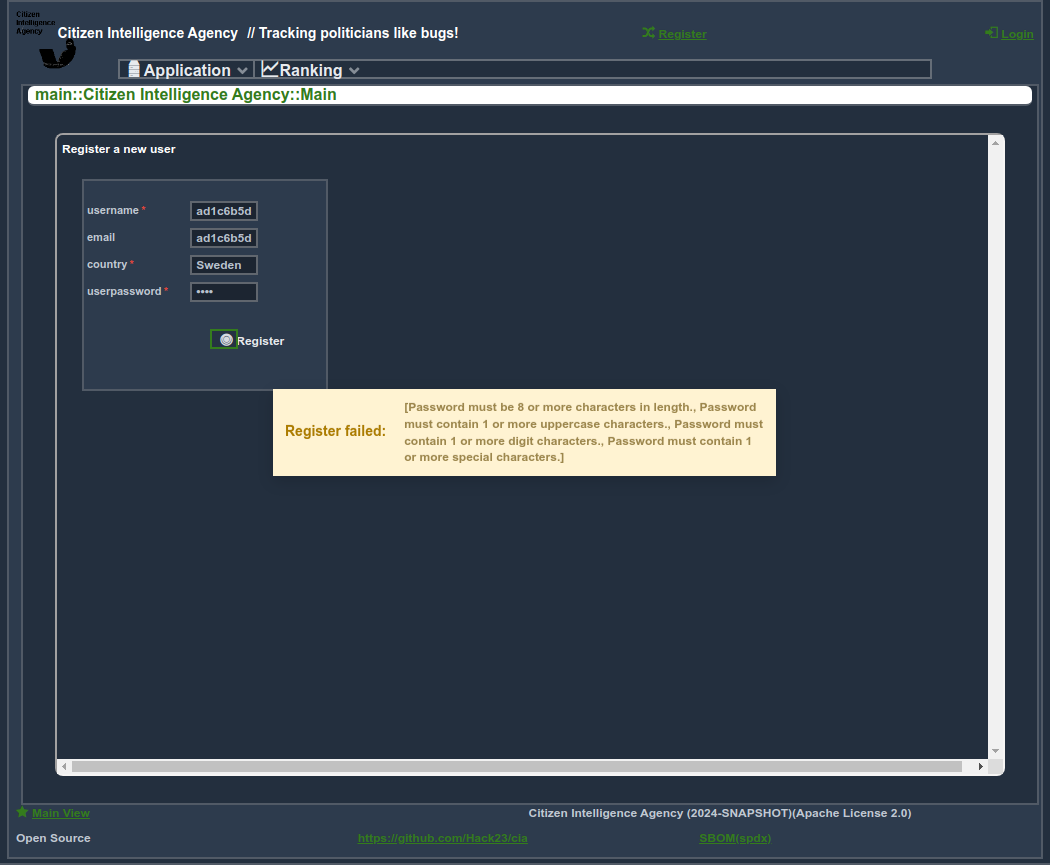 Citizen
Intelligence
Agency
Citizen Intelligence Agency // Tracking politicians like bugs!
Register
Login
Application
Ranking
main::Citizen Intelligence Agency::Main
Register a new user
username *
ad1c6b5d
email
ad1c6b5d
country *
Sweden
userpassword *
••••
Register
Register failed:
[Password must be 8 or more characters in length., Password
must contain 1 or more uppercase characters., Password must
contain 1 or more digit characters., Password must contain 1
or more special characters.]
Main View
Citizen Intelligence Agency (2024-SNAPSHOT)(Apache License 2.0)
Open Source
https://github.com/Hack23/cia
SBOM(spdx)